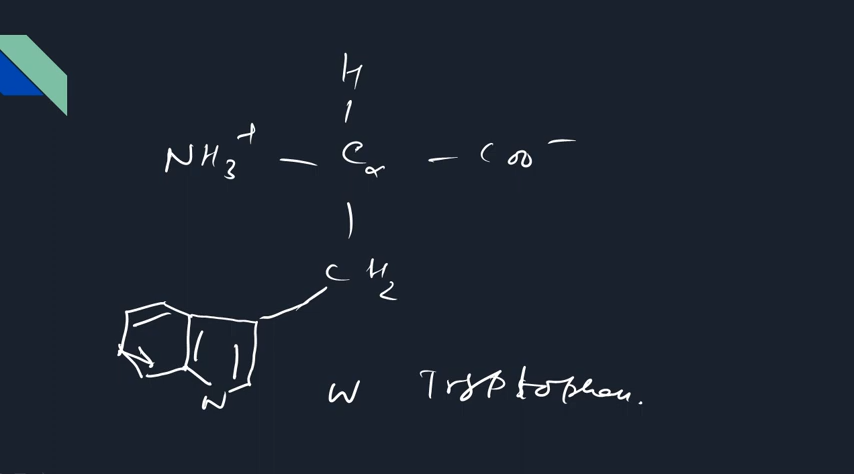 H
NH₃⁺ — Cα — COO⁻
CH₂
N
W Tryptophan.